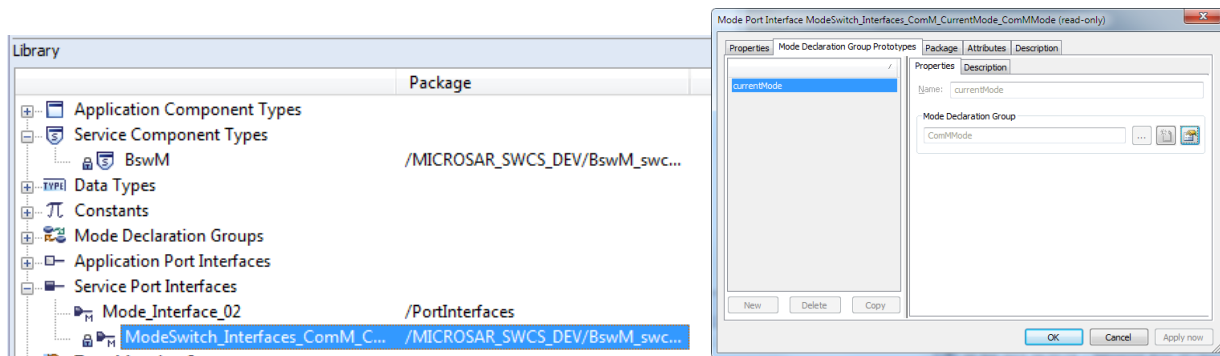 Library
Package
Application Component Types
Service Component Types
BswM /MICROSAR_SWCS_DEV/BswM_swc...
Data Types
Constants
Mode Declaration Groups
Application Port Interfaces
Service Port Interfaces
Mode_Interface_02 /PortInterfaces
ModeSwitch_Interfaces_ComM_C... /MICROSAR_SWCS_DEV/BswM_swc...
Mode Port Interface ModeSwitch_Interfaces_ComM_CurrentMode_ComMMode (read-only)
Properties Mode Declaration Group Prototypes Package Attributes Description
currentMode
Properties Description
Name: currentMode
Mode Declaration Group
ComMMode ...
New Delete Copy
OK Cancel Apply now